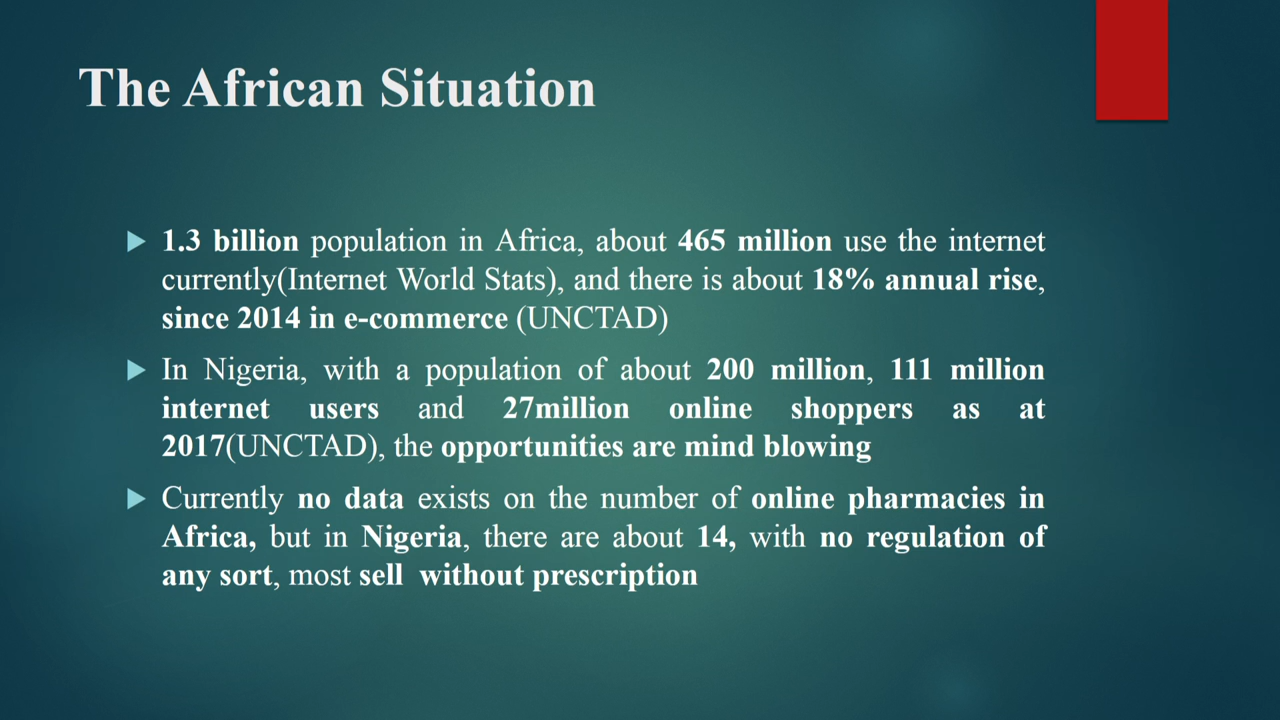 The African Situation
1.3 billion population in Africa, about 465 million use the internet
currently(Internet World Stats), and there is about 18% annual rise,
since 2014 in e-commerce (UNCTAD)
In Nigeria, with a population of about 200 million, 111 million
internet users and 27million online shoppers as at
2017(UNCTAD), the opportunities are mind blowing
Currently no data exists on the number of online pharmacies in
Africa, but in Nigeria, there are about 14, with no regulation of
any sort, most sell without prescription